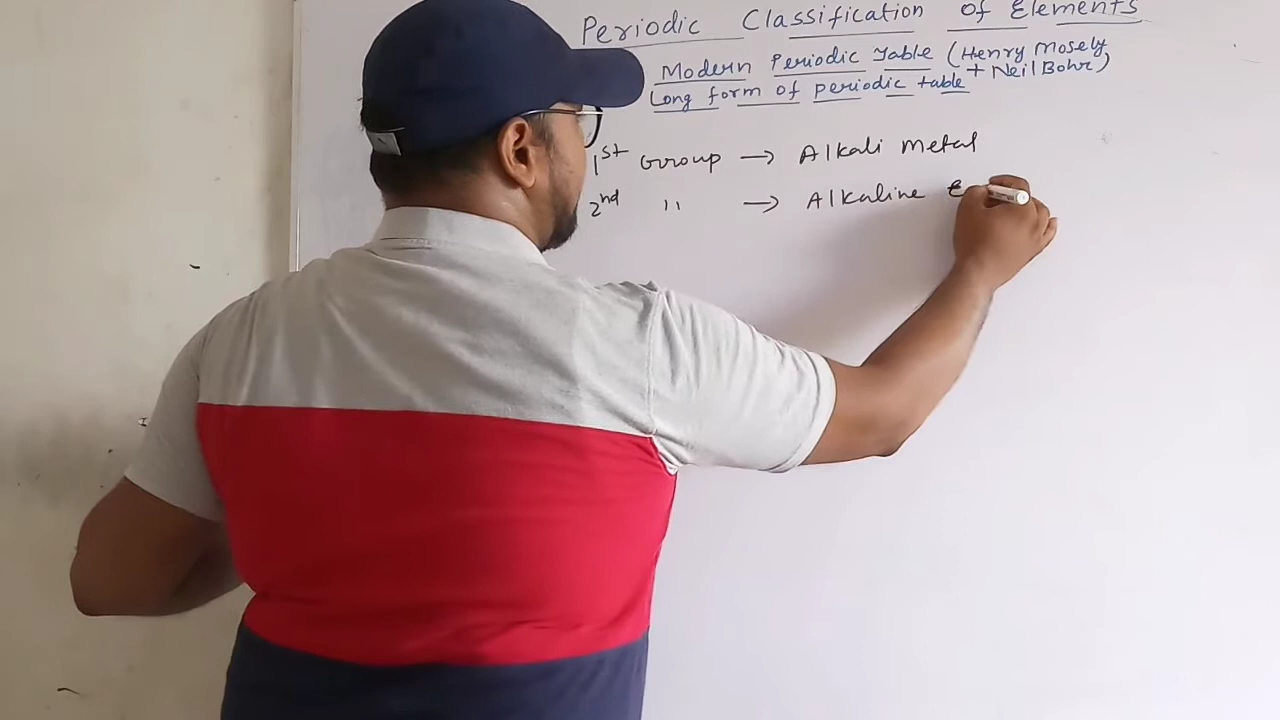 Periodic Classification of Elements
Modern Periodic Table (Henry Mosely
+ Neil Bohr)
Long form of periodic table
1st Group → Alkali Metal
2nd " → Alkaline E